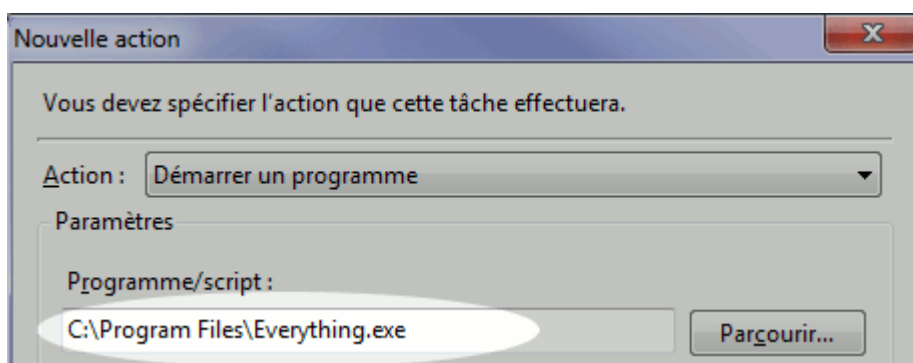 Nouvelle action
Vous devez spécifier l'action que cette tâche effectuera.
Action : Démarrer un programme
Paramètres
Programme/script :
C:\Program Files\Everything.exe Parcourir...